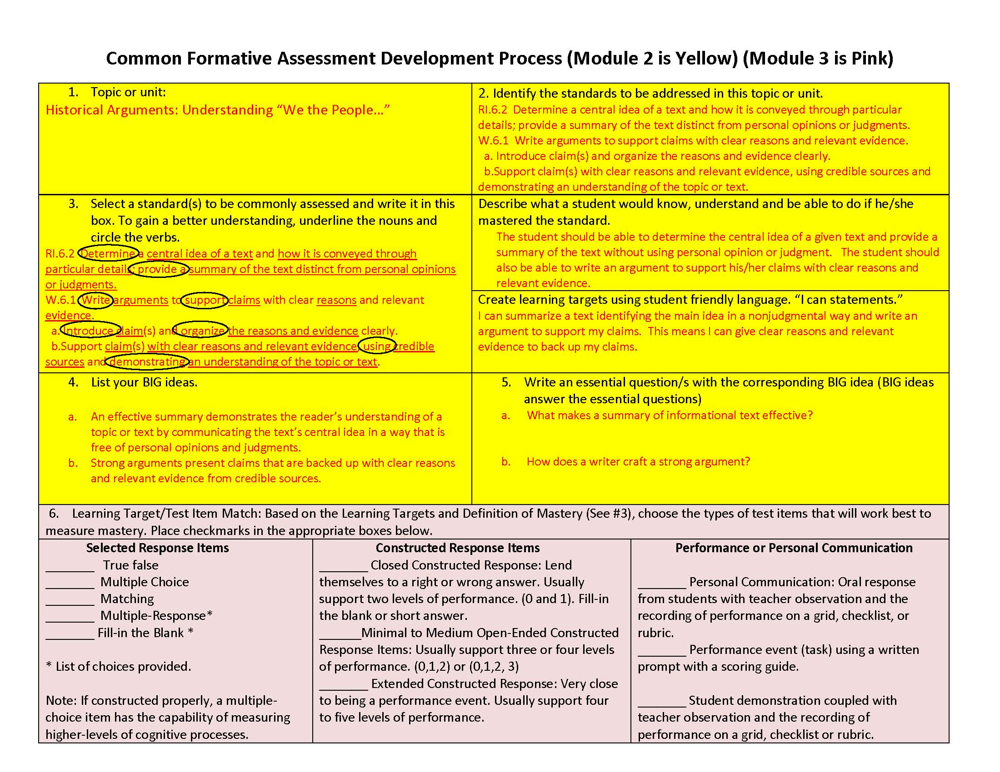 Common Formative Assessment Development Process (Module 2 is Yellow) (Module 3 is Pink)
1. Topic or unit:
Historical Arguments: Understanding “We the People…”
2. Identify the standards to be addressed in this topic or unit.
RI.6.2 Determine a central idea of a text and how it is conveyed through particular
details; provide a summary of the text distinct from personal opinions or judgments.
W.6.1 Write arguments to support claims with clear reasons and relevant evidence.
a. Introduce claim(s) and organize the reasons and evidence clearly.
b.Support claim(s) with clear reasons and relevant evidence, using credible sources and
demonstrating an understanding of the topic or text.
3. Select a standard(s) to be commonly assessed and write it in this
box. To gain a better understanding, underline the nouns and
circle the verbs.
RI.6.2 Determine a central idea of a text and how it is conveyed through
particular details; provide a summary of the text distinct from personal opinions
or judgments.
W.6.1 Write arguments to support claims with clear reasons and relevant
evidence.
a. Introduce claim(s) and organize the reasons and evidence clearly.
b.Support claim(s) with clear reasons and relevant evidence, using credible
sources and demonstrating an understanding of the topic or text.
Describe what a student would know, understand and be able to do if he/she
mastered the standard.
The student should be able to determine the central idea of a given text and provide a
summary of the text without using personal opinion or judgment. The student should
also be able to write an argument to support his/her claims with clear reasons and
relevant evidence.
Create learning targets using student friendly language. “I can statements.”
I can summarize a text identifying the main idea in a nonjudgmental way and write an
argument to support my claims. This means I can give clear reasons and relevant
evidence to back up my claims.
4. List your BIG ideas.
a. An effective summary demonstrates the reader’s understanding of a
topic or text by communicating the text’s central idea in a way that is
free of personal opinions and judgments.
b. Strong arguments present claims that are backed up with clear reasons
and relevant evidence from credible sources.
5. Write an essential question/s with the corresponding BIG idea (BIG ideas
answer the essential questions)
a. What makes a summary of informational text effective?
b. How does a writer craft a strong argument?
6. Learning Target/Test Item Match: Based on the Learning Targets and Definition of Mastery (See #3), choose the types of test items that will work best to
measure mastery. Place checkmarks in the appropriate boxes below.
Selected Response Items
_______ True false
_______ Multiple Choice
_______ Matching
_______ Multiple-Response*
_______ Fill-in the Blank *
* List of choices provided.
Note: If constructed properly, a multiple-
choice item has the capability of measuring
higher-levels of cognitive processes.
Constructed Response Items
_______ Closed Constructed Response: Lend
themselves to a right or wrong answer. Usually
support two levels of performance. (0 and 1). Fill-in
the blank or short answer.
______Minimal to Medium Open-Ended Constructed
Response Items: Usually support three or four levels
of performance. (0,1,2) or (0,1,2, 3)
_______ Extended Constructed Response: Very close
to being a performance event. Usually support four
to five levels of performance.
Performance or Personal Communication
_______ Personal Communication: Oral response
from students with teacher observation and the
recording of performance on a grid, checklist, or
rubric.
_______ Performance event (task) using a written
prompt with a scoring guide.
_______ Student demonstration coupled with
teacher observation and the recording of
performance on a grid, checklist or rubric.